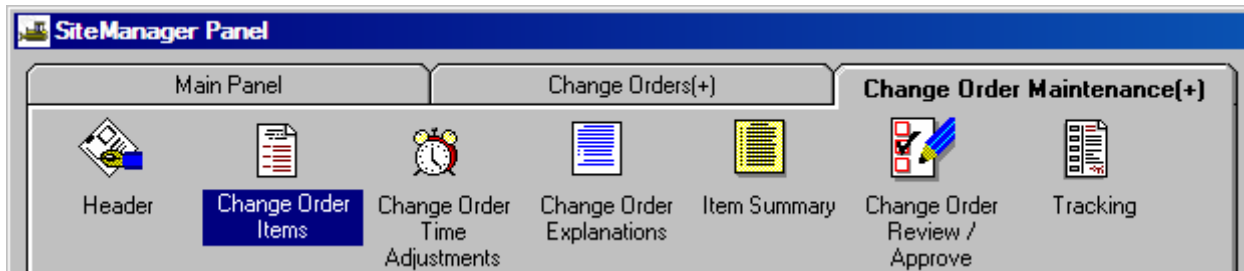 SiteManager Panel
Main Panel
Change Orders(+)
Change Order Maintenance(+)
Header
Change Order
Items
Change Order
Time
Adjustments
Change Order
Explanations
Item Summary
Change Order
Review /
Approve
Tracking